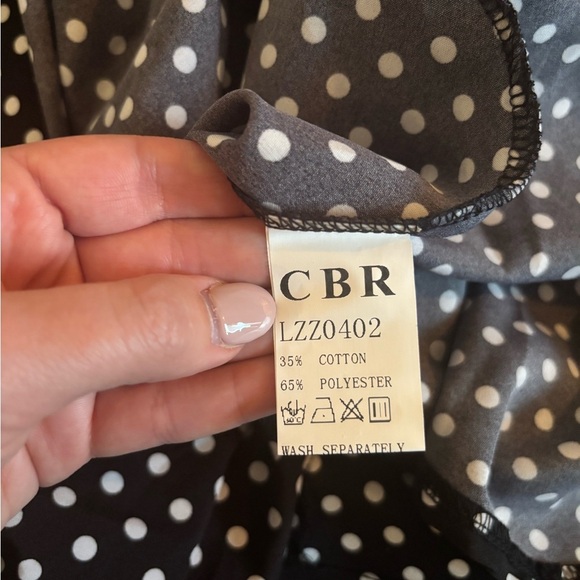 CBR
LZZ0402
35% COTTON
65% POLYESTER
WASH SEPARATELY